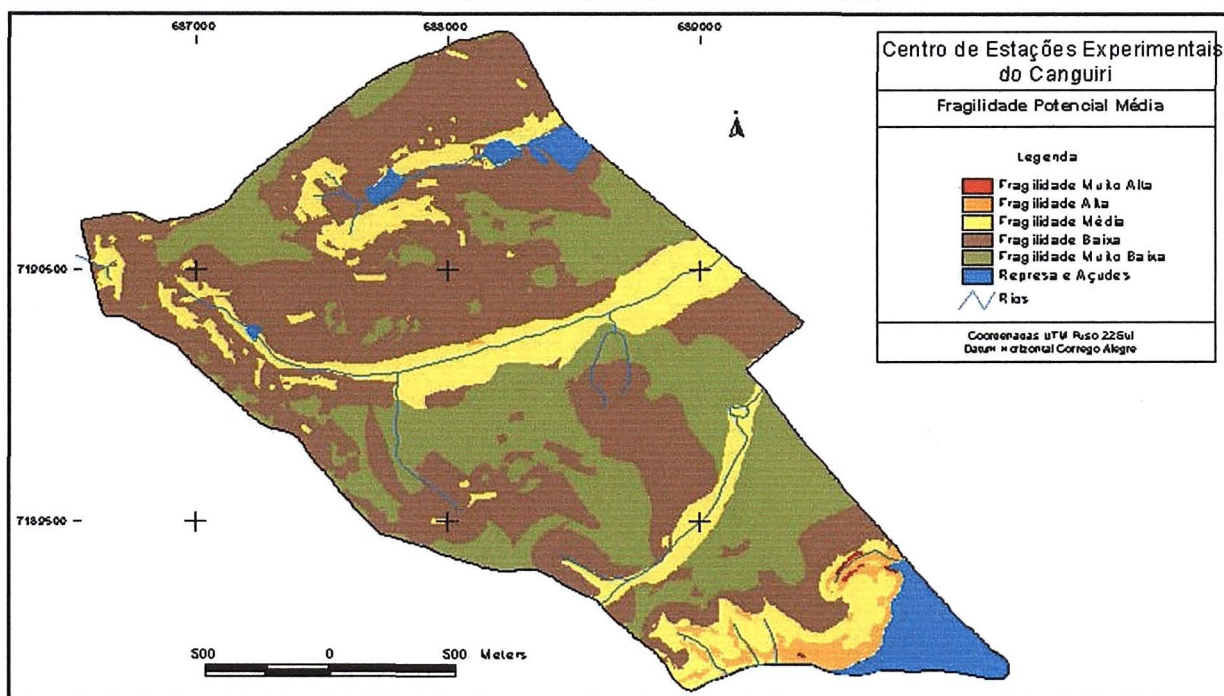 687000 688000 689000
Centro de Estações Experimentais
do Canguiri
Fragilidade Potencial Média
Legenda
Fragilidade Muito Alta
Fragilidade Alta
Fragilidade Média
Fragilidade Baixa
Fragilidade Muito Baixa
Represa e Açudes
Rios
Coordenadas UTM Fuso 22Sul
Datum Horizontal Corrego Alegre
7190500
7189500
500 0 500 Meters